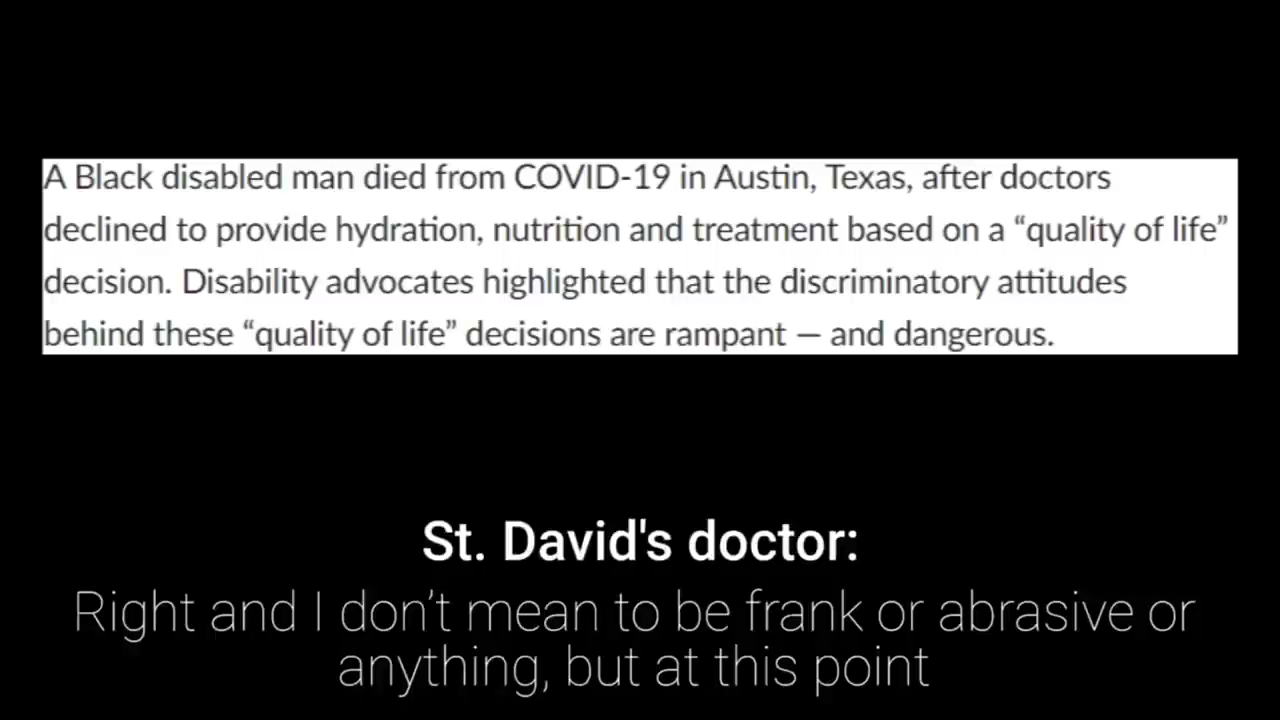 A Black disabled man died from COVID-19 in Austin, Texas, after doctors
declined to provide hydration, nutrition and treatment based on a “quality of life”
decision. Disability advocates highlighted that the discriminatory attitudes
behind these “quality of life” decisions are rampant — and dangerous.
St. David's doctor:
Right and I don’t mean to be frank or abrasive or
anything, but at this point